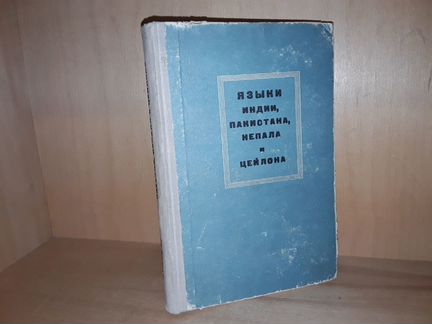 ЯЗЫКИ
ИНДИИ,
ПАКИСТАНА,
НЕПАЛА
и
ЦЕЙЛОНА